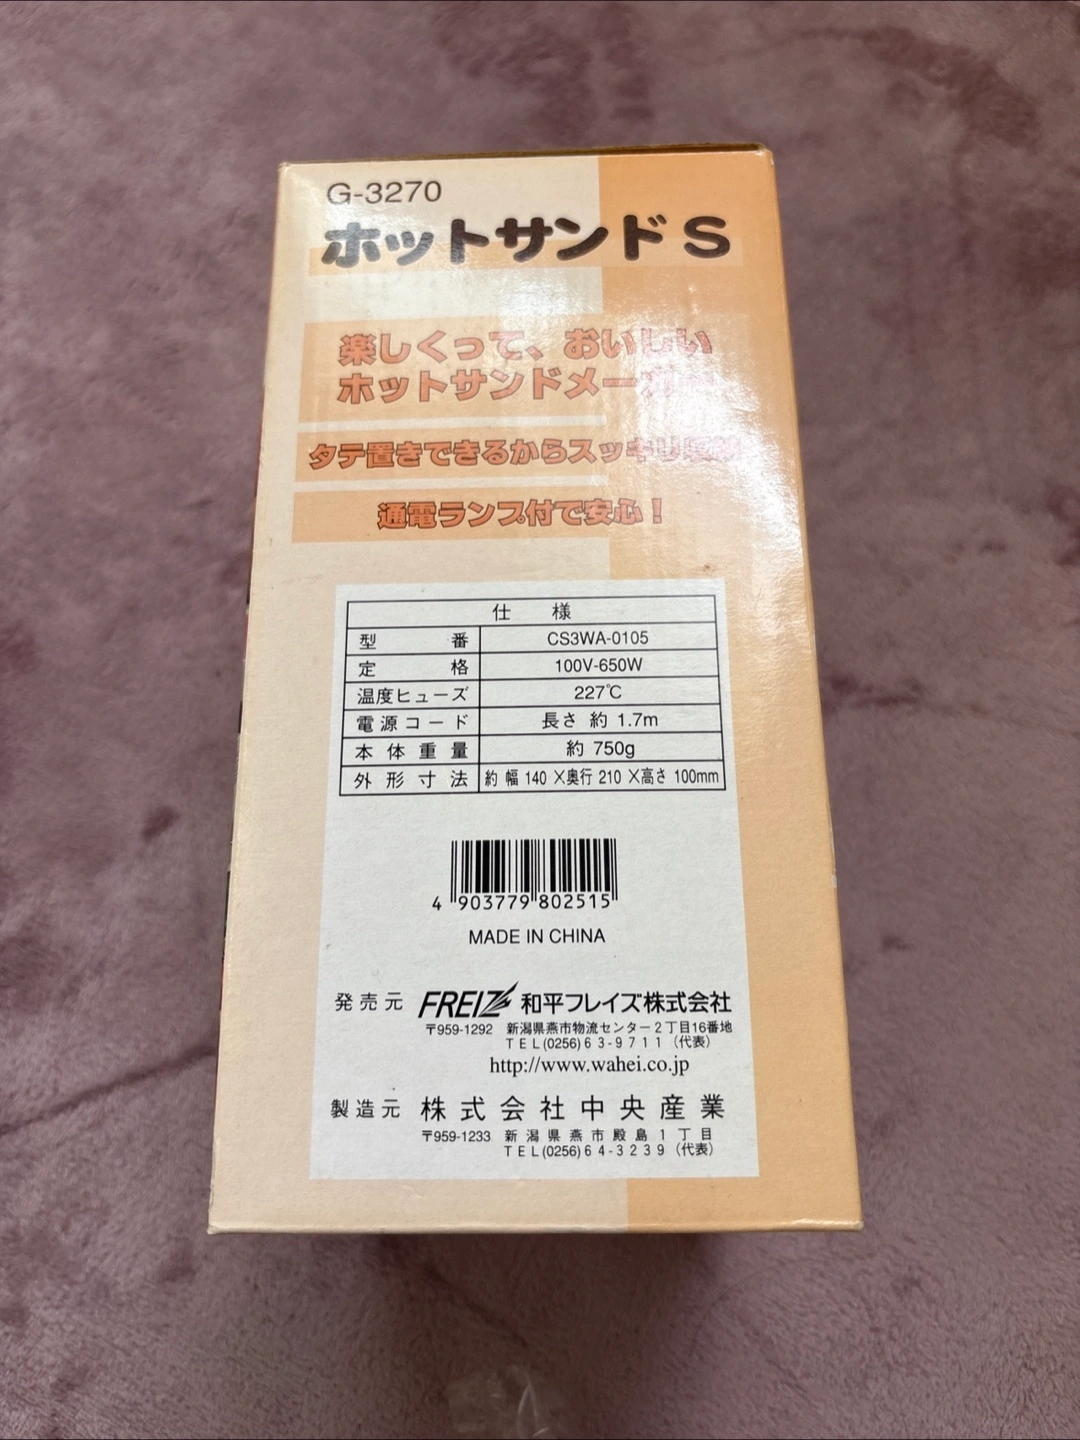 G-3270
ホットサンド S
楽しくって、おいしい
ホットサンドメーカー
タテ置きできるからスッキリ
通電ランプ付で安心！
仕 様
型 番 CS3WA-0105
定 格 100V-650W
温度ヒューズ 227℃
電源コード 長さ 約 1.7m
本体重量 約 750g
外形寸法 約 幅 140 ×奥行 210 ×高さ 100mm
4 903779 802515
MADE IN CHINA
発売元 FREIZ 和平フレイズ株式会社
〒959-1292 新潟県燕市物流センター2丁目16番地
TEL(0256)63-9711（代表）
http://www.wahei.co.jp
製造元 株式会社中央産業
〒959-1233 新潟県燕市殿島1丁目
TEL(0256)64-3239（代表）